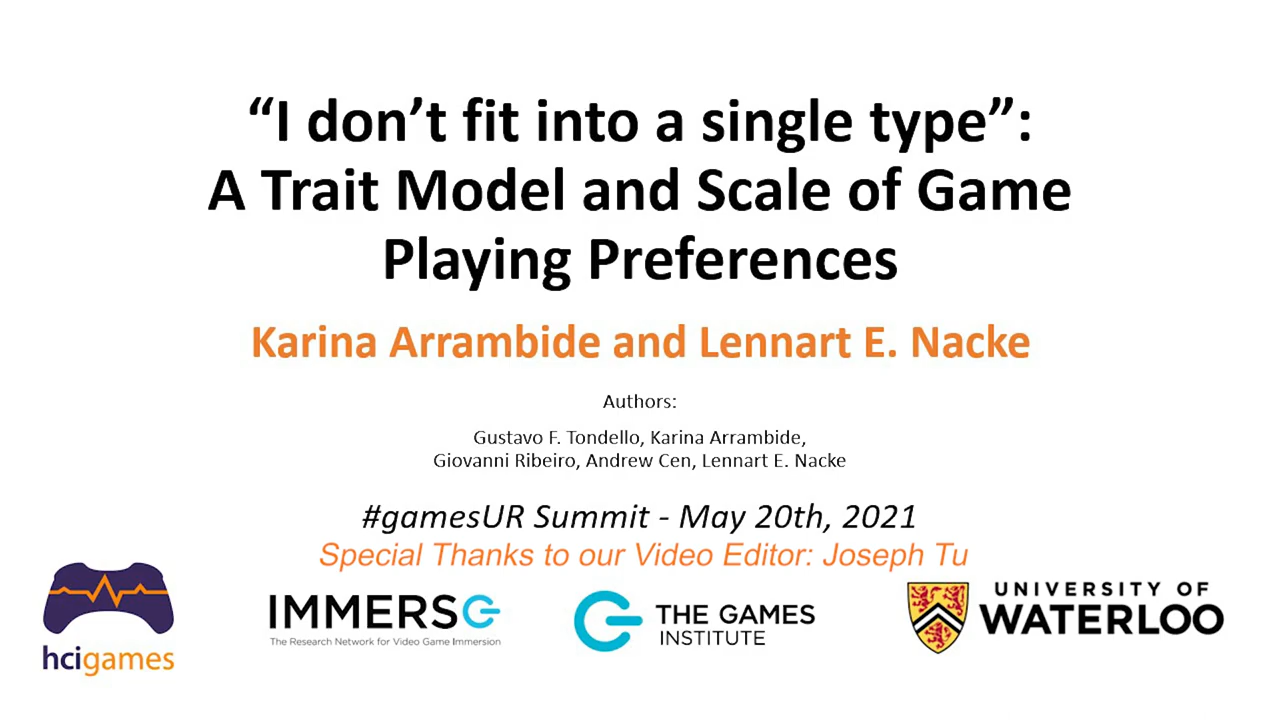 “I don’t fit into a single type”:
A Trait Model and Scale of Game
Playing Preferences
Karina Arrambide and Lennart E. Nacke
Authors:
Gustavo F. Tondello, Karina Arrambide,
Giovanni Ribeiro, Andrew Cen, Lennart E. Nacke
#gamesUR Summit - May 20th, 2021
Special Thanks to our Video Editor: Joseph Tu
hcigames
IMMERSe
The Research Network for Video Game Immersion
THE GAMES
INSTITUTE
UNIVERSITY OF
WATERLOO